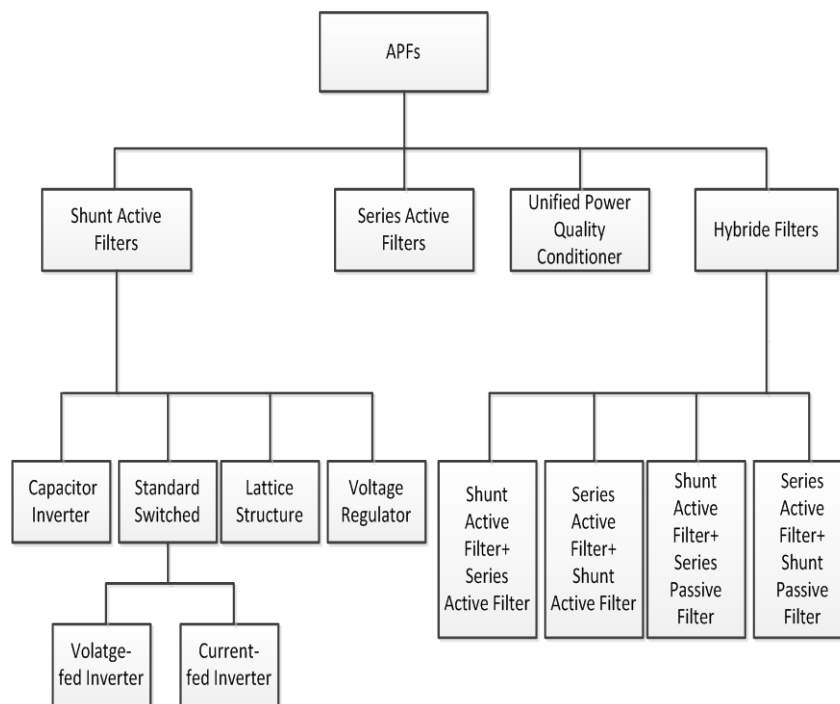 APFs
Shunt Active
Filters
Series Active
Filters
Unified Power
Quality
Conditioner
Hybride Filters
Capacitor
Inverter
Standard
Switched
Lattice
Structure
Voltage
Regulator
Shunt
Active
Filter+
Series
Active Filter
Series
Active
Filter+
Shunt
Active Filter
Shunt
Active
Filter+
Series
Passive
Filter
Series
Active
Filter+
Shunt
Passive
Filter
Volatge-
fed Inverter
Current-
fed Inverter